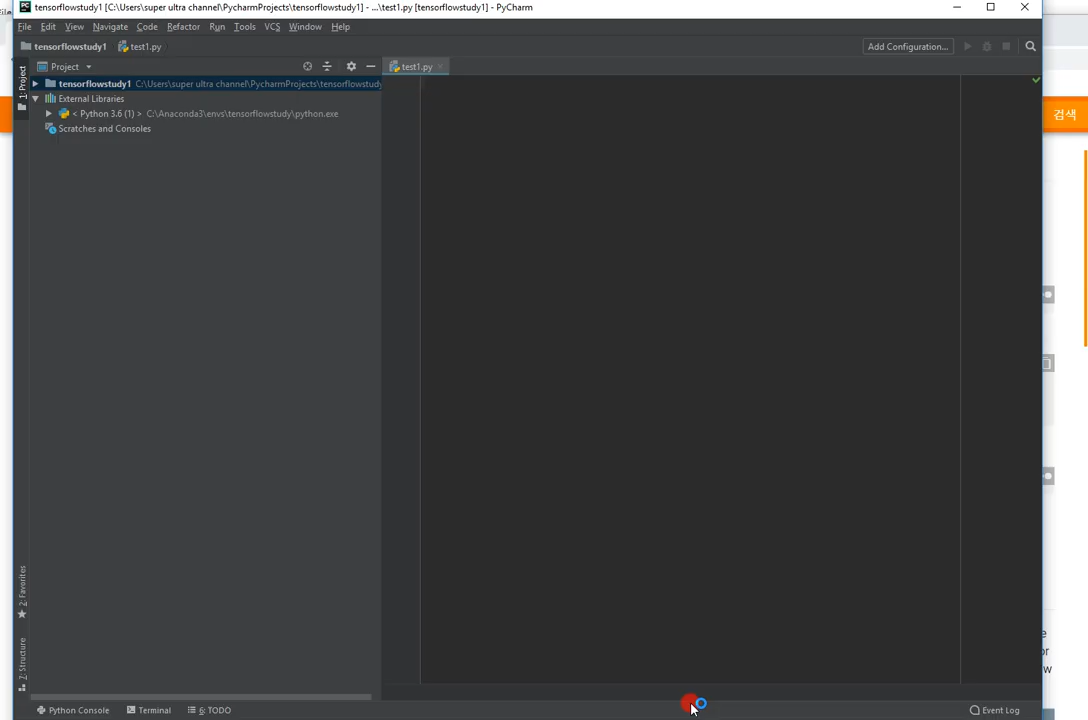 tensorflowstudy1 [C:\Users\super ultra channel\PycharmProjects\tensorflowstudy1] - ...\test1.py [tensorflowstudy1] - PyCharm
File Edit View Navigate Code Refactor Run Tools VCS Window Help
tensorflowstudy1 test1.py Add Configuration...
1: Project
Project
test1.py
tensorflowstudy1 C:\Users\super ultra channel\PycharmProjects\tensorflowstudy
External Libraries
< Python 3.6 (1) > C:\Anaconda3\envs\tensorflowstudy\python.exe
검색
Scratches and Consoles
2: Favorites
Z: Structure
Python Console Terminal 6: TODO Event Log